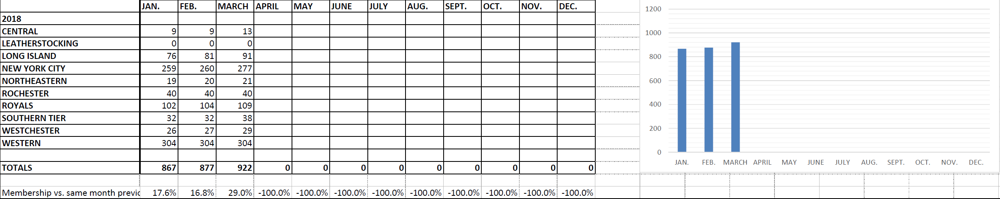 JAN. FEB. MARCH APRIL MAY JUNE JULY AUG. SEPT. OCT. NOV. DEC.
2018
CENTRAL 9 9 13
LEATHERSTOCKING 0 0 0
LONG ISLAND 76 81 91
NEW YORK CITY 259 260 277
NORTHEASTERN 19 20 21
ROCHESTER 40 40 40
ROYALS 102 104 109
SOUTHERN TIER 32 32 38
WESTCHESTER 26 27 29
WESTERN 304 304 304
TOTALS 867 877 922 0 0 0 0 0 0 0 0 0
Membership vs. same month previo 17.6% 16.8% 29.0% -100.0% -100.0% -100.0% -100.0% -100.0% -100.0% -100.0% -100.0% -100.0%
1200
1000
800
600
400
200
0
JAN. FEB. MARCH APRIL MAY JUNE JULY AUG. SEPT. OCT. NOV. DEC.